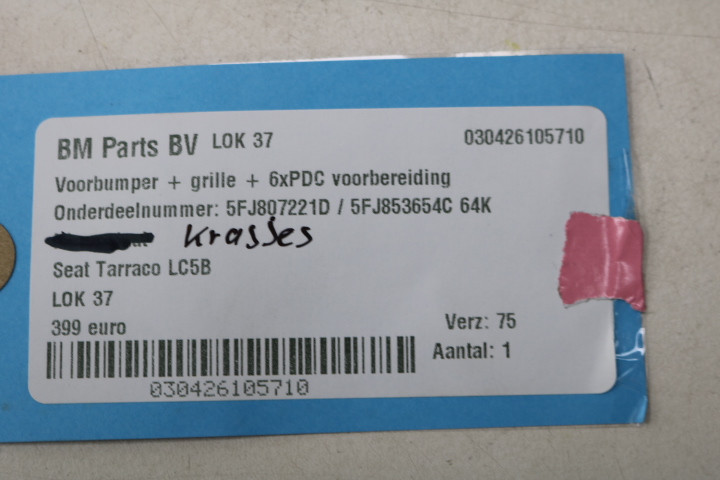 BM Parts BV LOK 37 030426105710
Voorbumper + grille + 6xPDC voorbereiding
Onderdeelnummer: 5FJ807221D / 5FJ853654C 64K
krasjes
Seat Tarraco LC5B
LOK 37
399 euro Verz: 75
Aantal: 1
030426105710